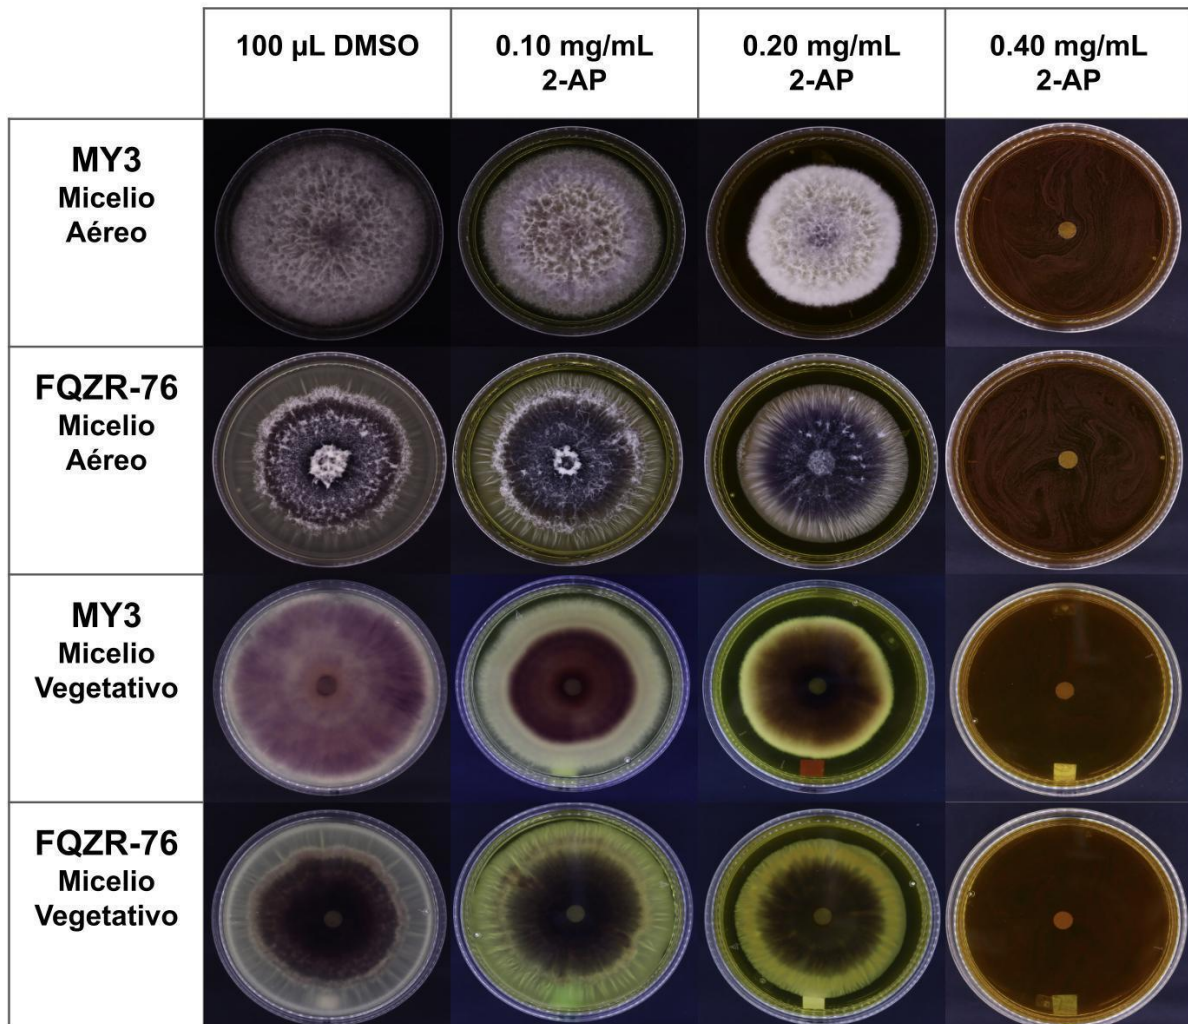 100 µL DMSO
0.10 mg/mL
2-AP
0.20 mg/mL
2-AP
0.40 mg/mL
2-AP
MY3
Micelio
Aéreo
FQZR-76
Micelio
Aéreo
MY3
Micelio
Vegetativo
FQZR-76
Micelio
Vegetativo